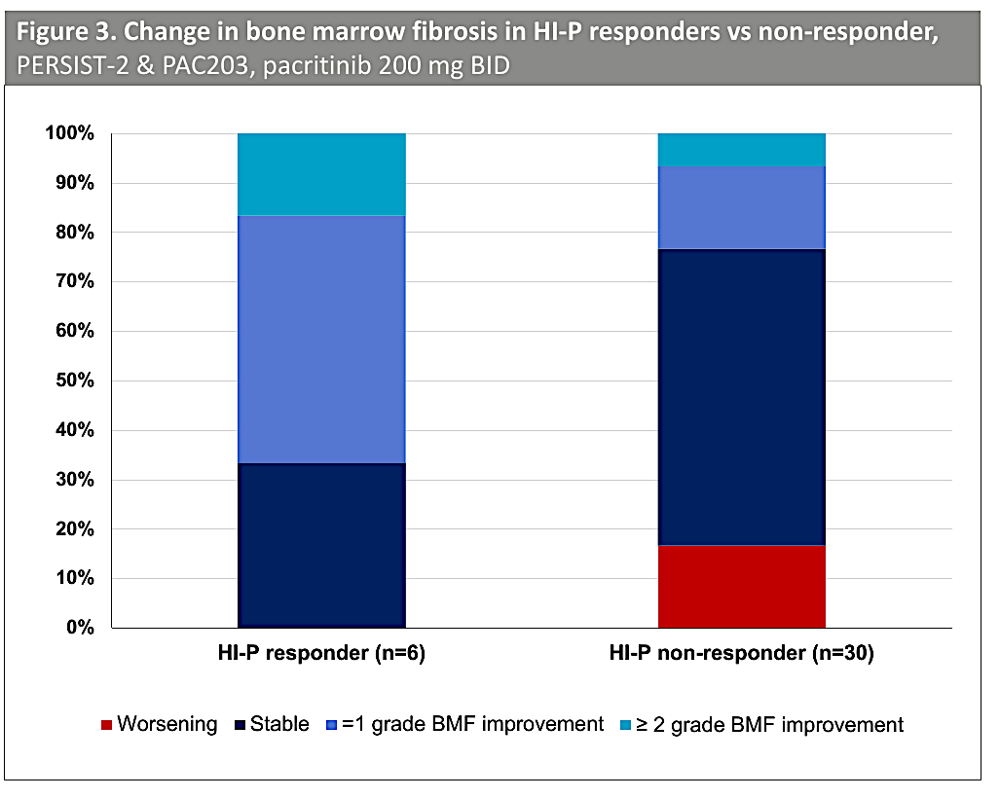 Figure 3. Change in bone marrow fibrosis in HI-P responders vs non-responder,
PERSIST-2 & PAC203, pacritinib 200 mg BID
100%
90%
80%
70%
60%
50%
40%
30%
20%
10%
0%
HI-P responder (n=6) HI-P non-responder (n=30)
Worsening Stable =1 grade BMF improvement ≥ 2 grade BMF improvement